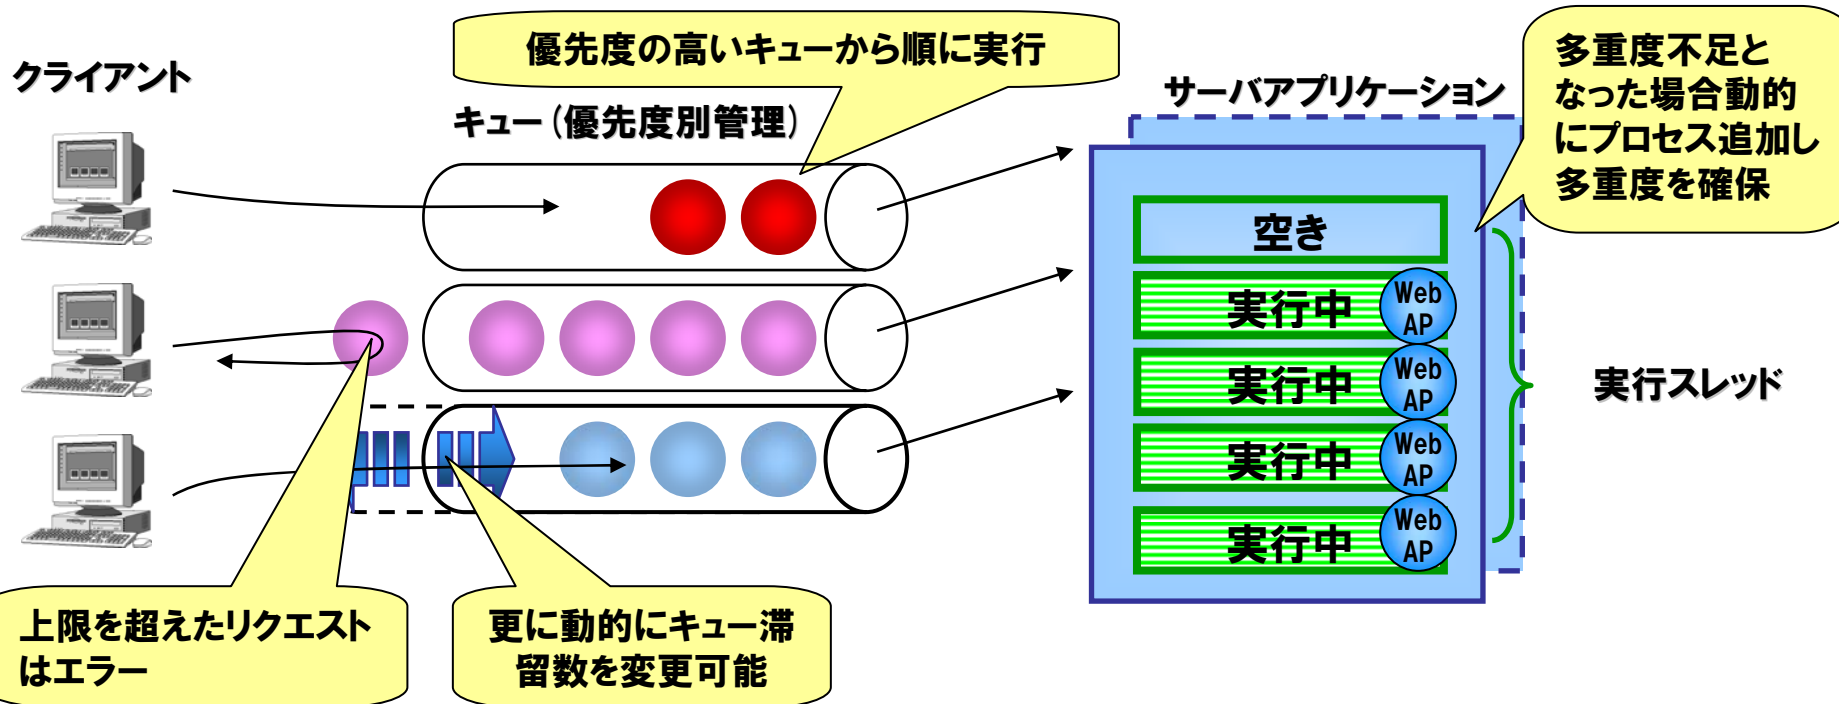 優先度の高いキューから順に実行
クライアント
キュー(優先度別管理)
サーバアプリケーション
多重度不足と
なった場合動的
にプロセス追加し
多重度を確保
空き
実行中
Web
AP
実行中
Web
AP
実行中
Web
AP
実行中
Web
AP
実行スレッド
上限を超えたリクエスト
はエラー
更に動的にキュー滞
留数を変更可能